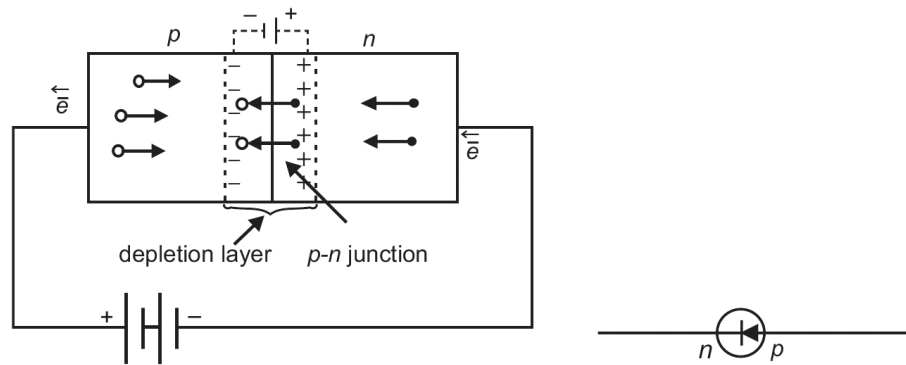 − +
p n
e e
depletion layer p-n junction
+ −
n p